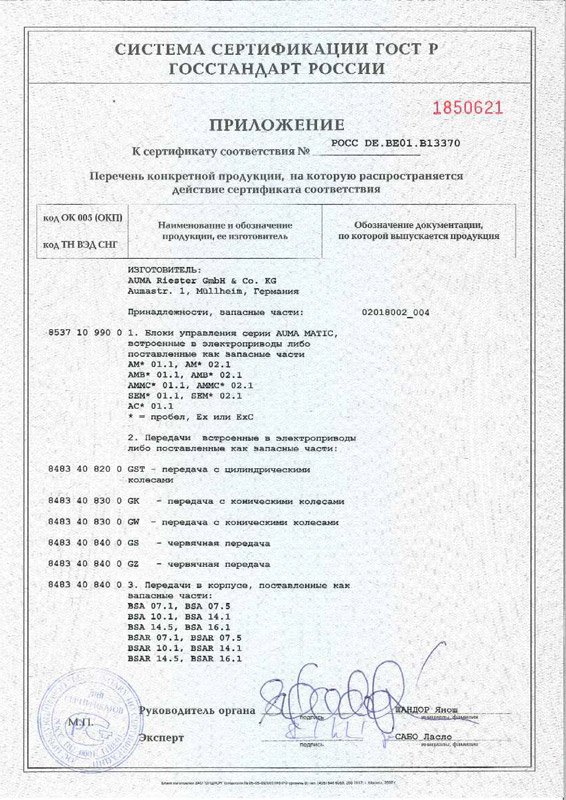 СИСТЕМА СЕРТИФИКАЦИИ ГОСТ Р
ГОССТАНДАРТ РОССИИ
1850621
ПРИЛОЖЕНИЕ
К сертификату соответствия № РОСС DE.BE01.B13370
Перечень конкретной продукции, на которую распространяется
действие сертификата соответствия
код ОК 005 (ОКП)
код ТН ВЭД СНГ
Наименование и обозначение
продукции, ее изготовитель
Обозначение документации,
по которой выпускается продукция
ИЗГОТОВИТЕЛЬ:
AUMA Riester GmbH & Co. KG
Aumastr. 1, Müllheim, Германия
Принадлежности, запасные части: 02018002_004
8537 10 990 0 1. Блоки управления серии AUMA MATIC,
встроенные в электроприводы либо
поставленные как запасные части
AM* 01.1, AM* 02.1
AMB* 01.1, AMB* 02.1
AMMC* 01.1, AMMC* 02.1
SEM* 01.1, SEM* 02.1
AC* 01.1
* = пробел, Ex или ExC
2. Передачи встроенные в электроприводы
либо поставленные как запасные части:
8483 40 820 0 GST - передача с цилиндрическими
колесами
8483 40 830 0 GK - передача с коническими колесами
8483 40 830 0 GW - передача с коническими колесами
8483 40 840 0 GS - червячная передача
8483 40 840 0 GZ - червячная передача
8483 40 840 0 3. Передачи в корпусе, поставленные как
запасные части:
BSA 07.1, BSA 07.5
BSA 10.1, BSA 14.1
BSA 14.5, BSA 16.1
BSAR 07.1, BSAR 07.5
BSAR 10.1, BSAR 14.1
BSAR 14.5, BSAR 16.1
М.П.
Руководитель органа
подпись
ШАНДОР Янош
инициалы, фамилия
Эксперт
подпись
САБО Ласло
инициалы, фамилия